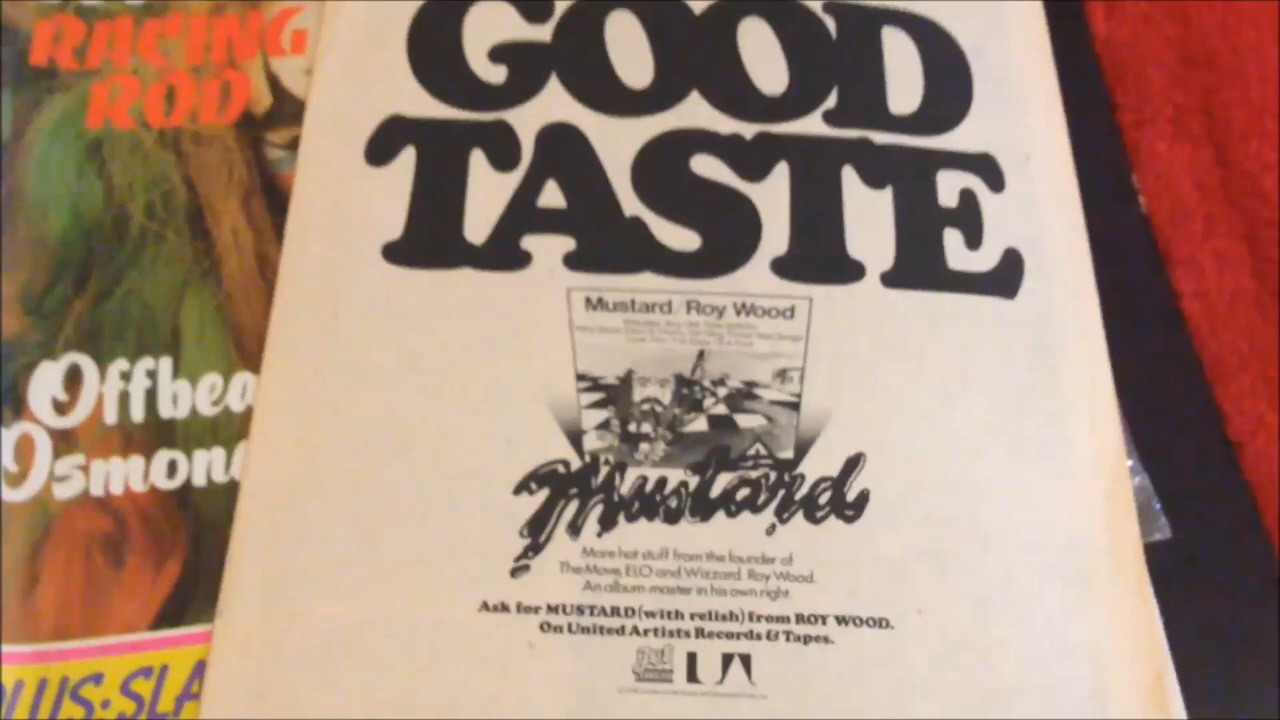 RACING
ROD
Offbea
Osmon
PLUS·SLA
GOOD
TASTE
Mustard Roy Wood
Mustard
More hot stuff from the founder of
The Move, ELO and Wizzard. Roy Wood.
An album master in his own right.
Ask for MUSTARD (with relish) from ROY WOOD.
On United Artists Records & Tapes.
UA